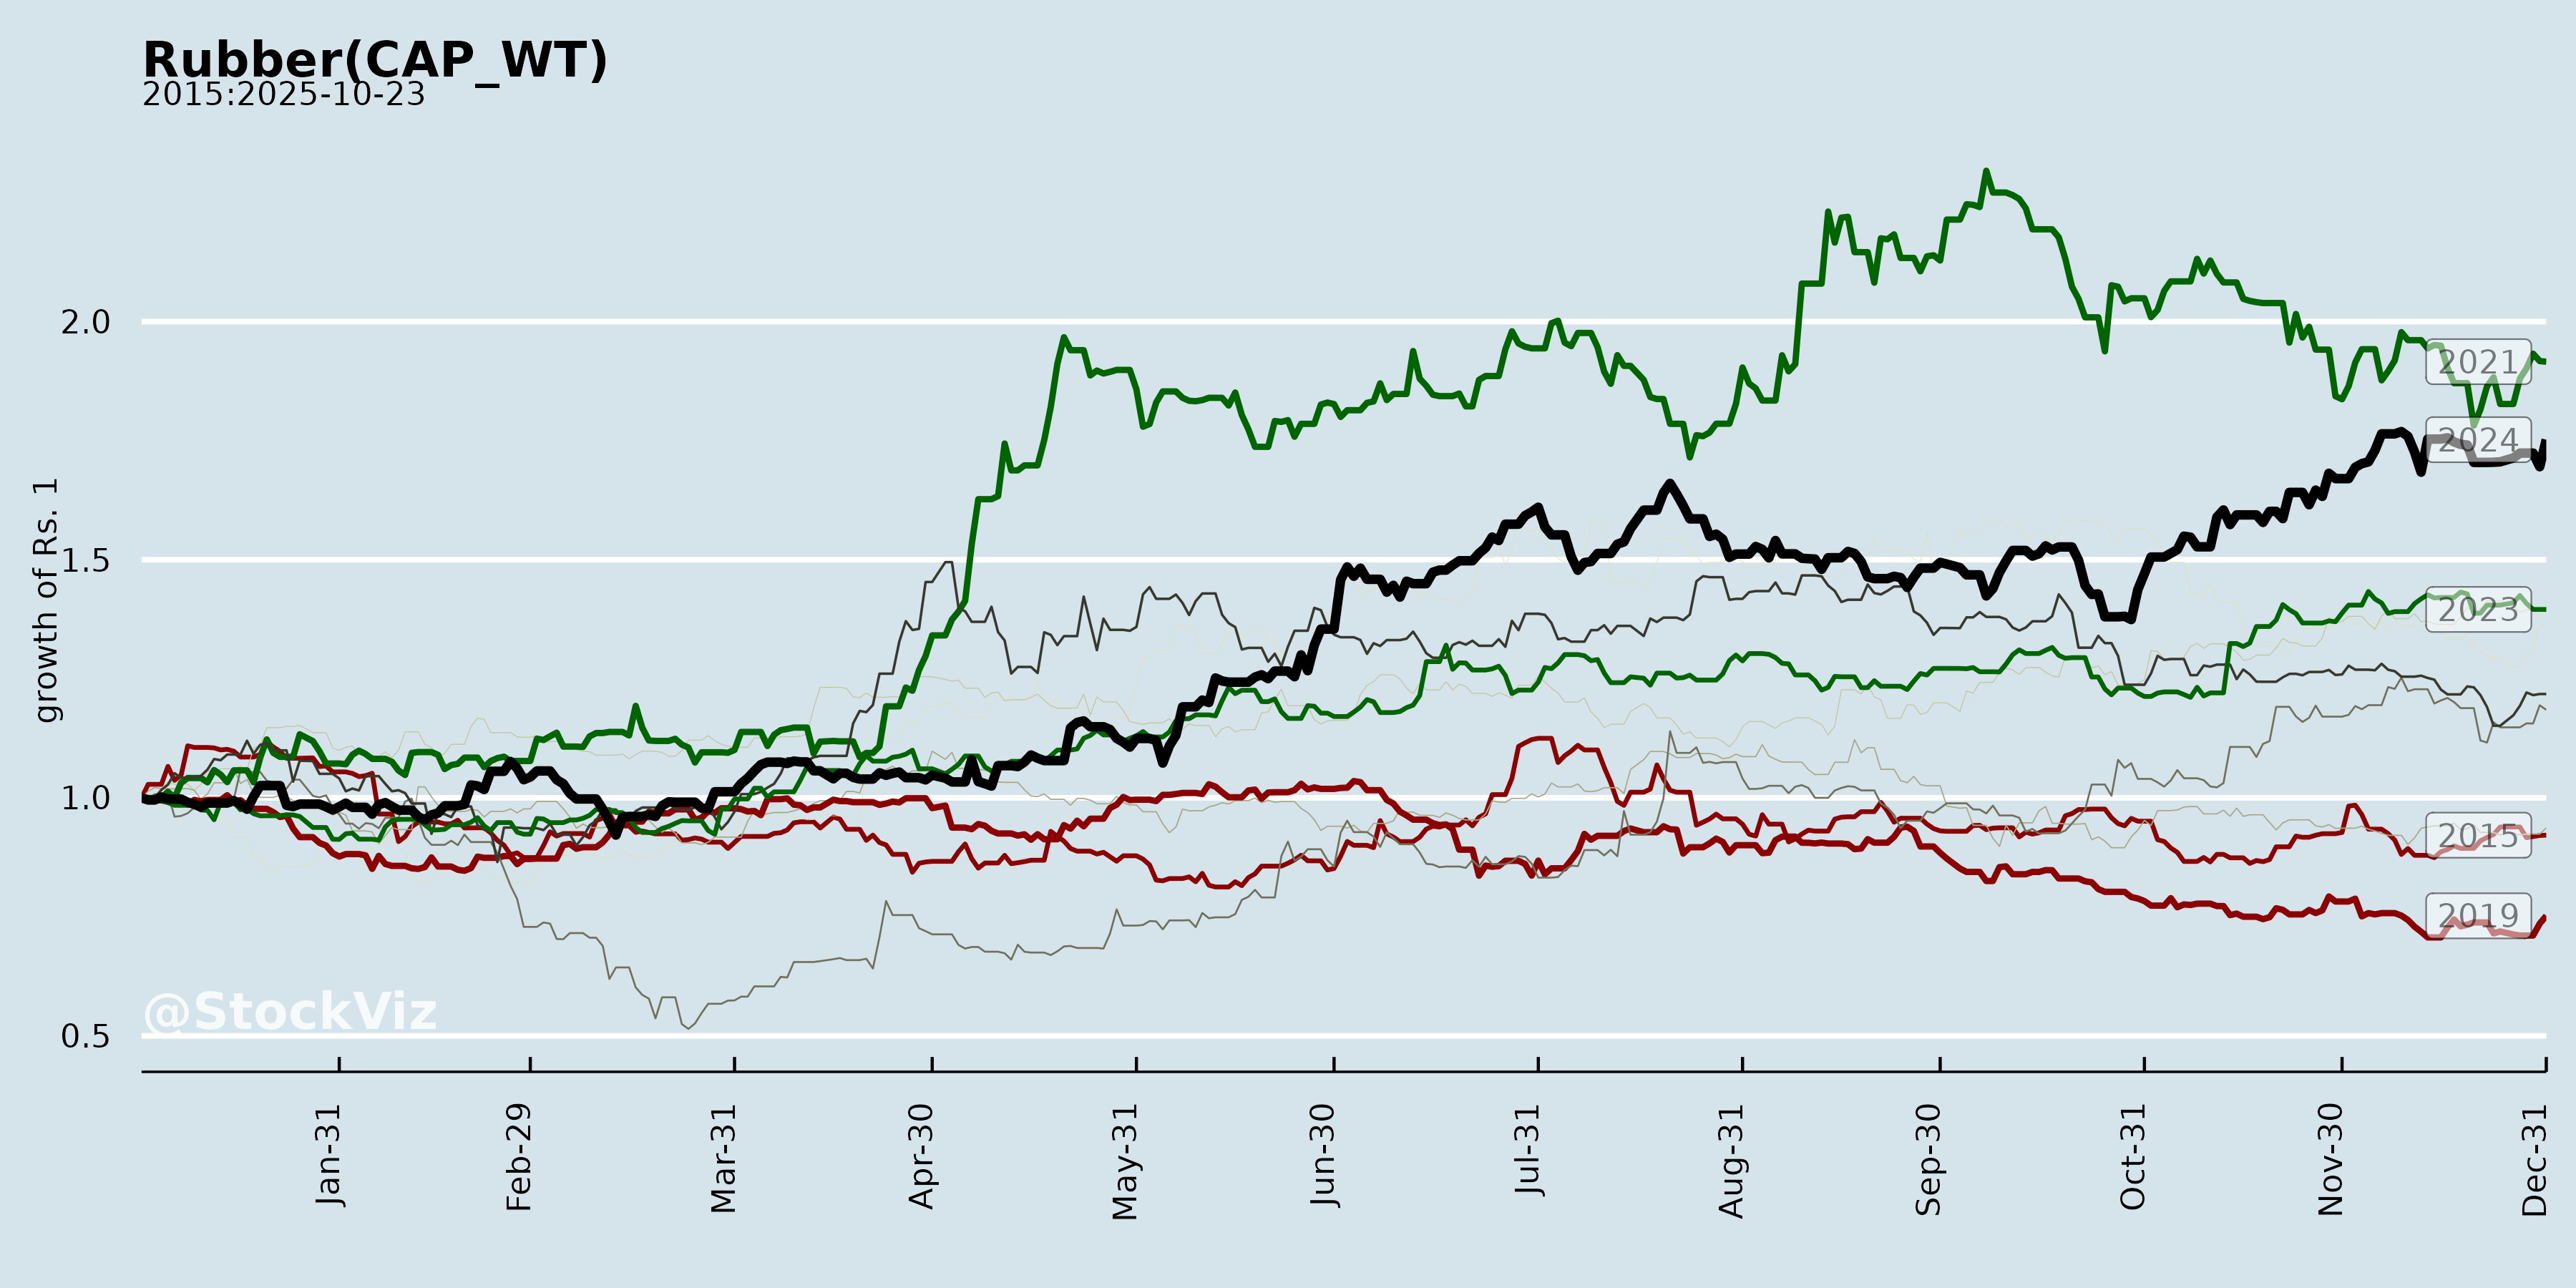 Rubber(CAP_WT)
2015:2025-10-23
growth of Rs. 1
2.0
1.5
1.0
0.5
2021
2024
2023
2015
2019
@StockViz
Jan-31
Feb-29
Mar-31
Apr-30
May-31
Jun-30
Jul-31
Aug-31
Sep-30
Oct-31
Nov-30
Dec-31